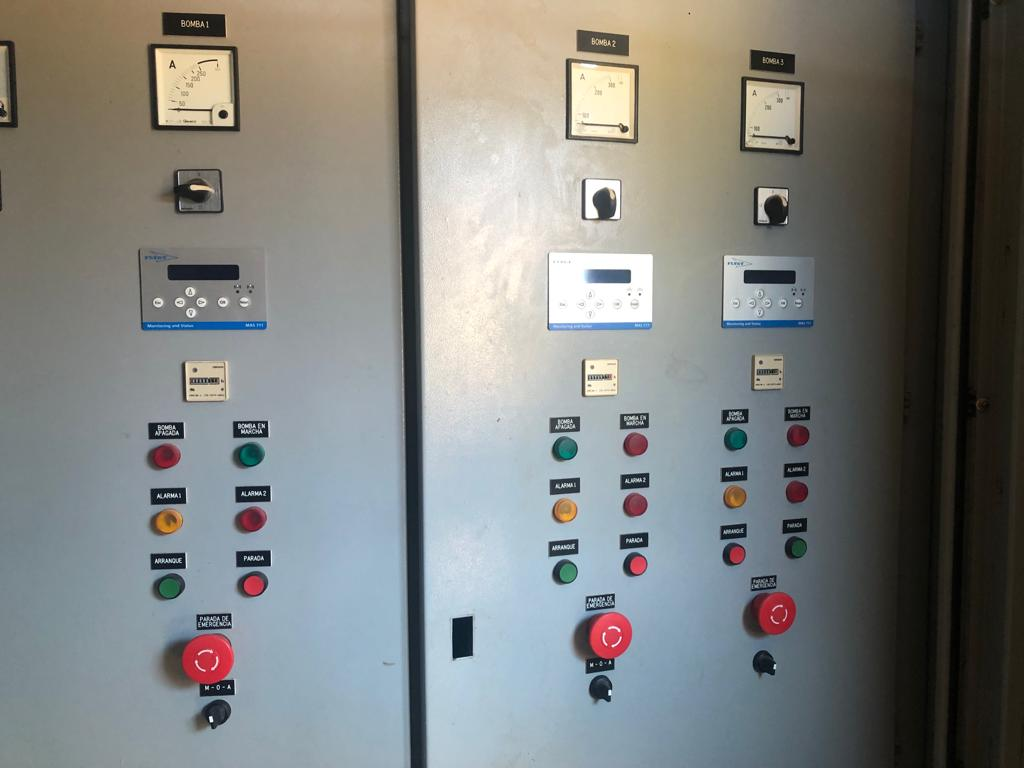 BOMBA 1
A
250
200
150
100
50
Monitoring and Status MAS 711
BOMBA
APAGADA
BOMBA EN
MARCHA
ALARMA 1
ALARMA 2
ARRANQUE
PARADA
PARADA DE
EMERGENCIA
M - O - A
BOMBA 2
A
300
200
100
Monitoring and Status MAS 711
BOMBA
APAGADA
BOMBA EN
MARCHA
ALARMA 1
ALARMA 2
ARRANQUE
PARADA
PARADA DE
EMERGENCIA
M - O - A
BOMBA 3
A
300
200
100
Monitoring and Status MAS 711
BOMBA
APAGADA
BOMBA EN
MARCHA
ALARMA 1
ALARMA 2
ARRANQUE
PARADA
PARADA DE
EMERGENCIA